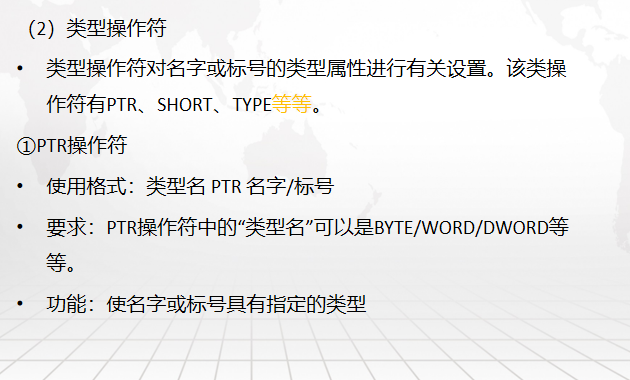 （2）类型操作符
• 类型操作符对名字或标号的类型属性进行有关设置。该类操
作符有PTR、SHORT、TYPE等等。
①PTR操作符
• 使用格式：类型名 PTR 名字/标号
• 要求：PTR操作符中的“类型名”可以是BYTE/WORD/DWORD等
等。
• 功能：使名字或标号具有指定的类型